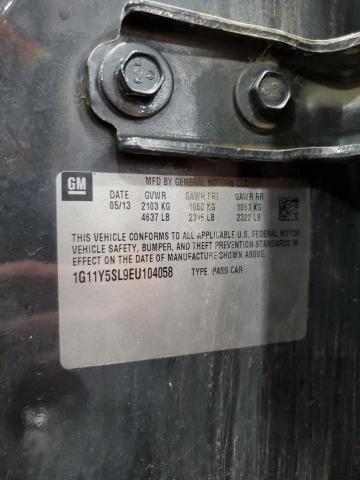 GM
MFD BY GENERAL MOTORS LLC
DATE GVWR GAWR FRT GAWR RR
05/13 2103 KG 1050 KG 1053 KG
4637 LB 2315 LB 2322 LB
THIS VEHICLE CONFORMS TO ALL APPLICABLE U.S. FEDERAL MOTOR
VEHICLE SAFETY, BUMPER, AND THEFT PREVENTION STANDARDS IN
EFFECT ON THE DATE OF MANUFACTURE SHOWN ABOVE.
1G11Y5SL9EU104058 TYPE: PASS CAR